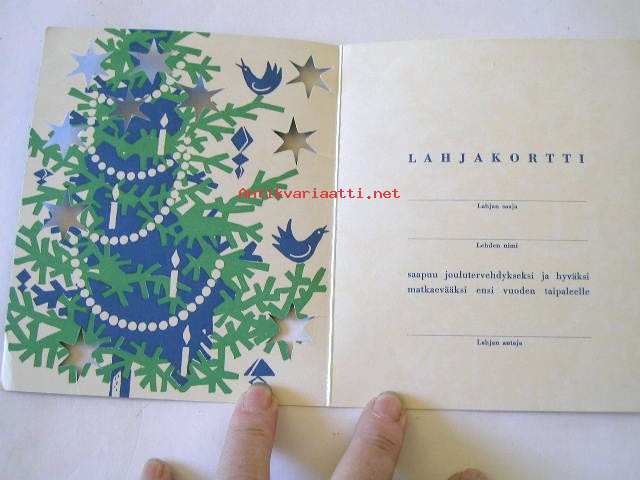 Antikvariaatti.net
LAHJAKORTTI
Lahjan saaja
Lehden nimi
saapuu joulutervehdykseksi ja hyväksi
matkaevääksi ensi vuoden taipaleelle
Lahjan antaja